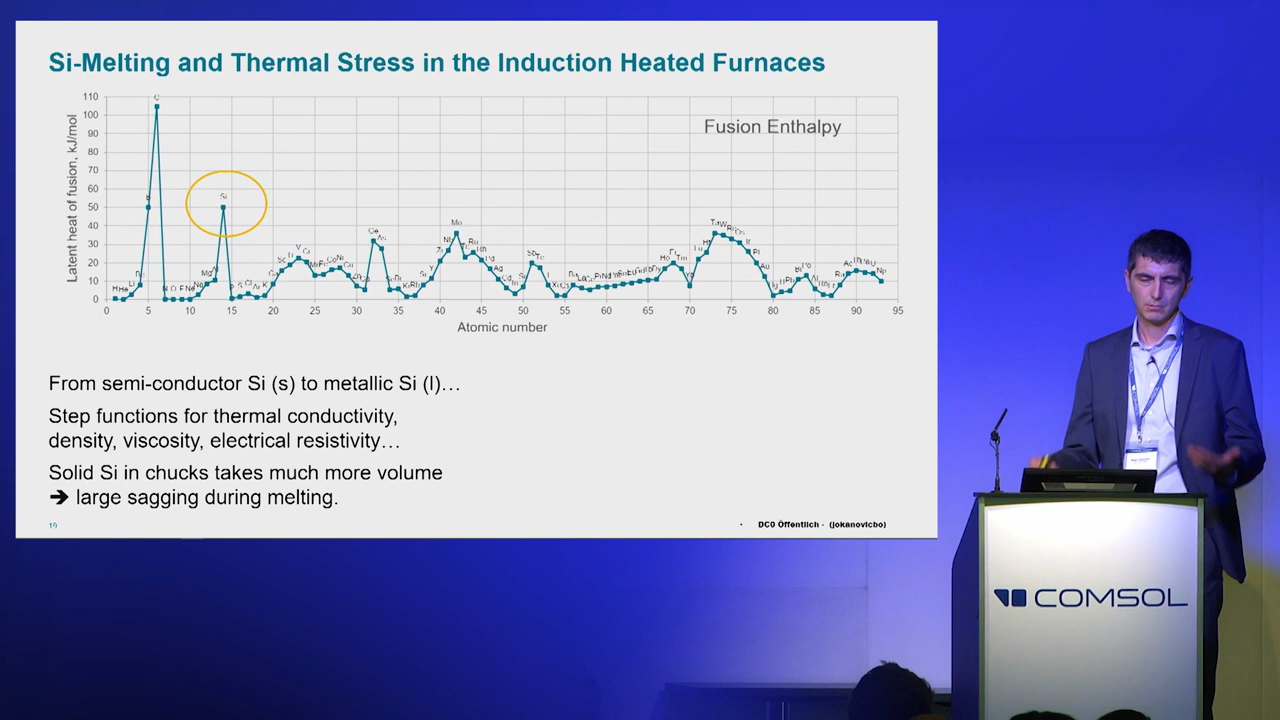 Si-Melting and Thermal Stress in the Induction Heated Furnaces
Fusion Enthalpy
Latent heat of fusion, kJ/mol
110
100
90
80
70
60
50
40
30
20
10
0
C
B
Si
Ge
Mo
0 5 10 15 20 25 30 35 40 45 50 55 60 65 70 75 80 85 90 95
Atomic number
From semi-conductor Si (s) to metallic Si (l)…
Step functions for thermal conductivity,
density, viscosity, electrical resistivity…
Solid Si in chucks takes much more volume
➔ large sagging during melting.
19
· DC0 Öffentlich - (jokanovicbo)
COMSOL